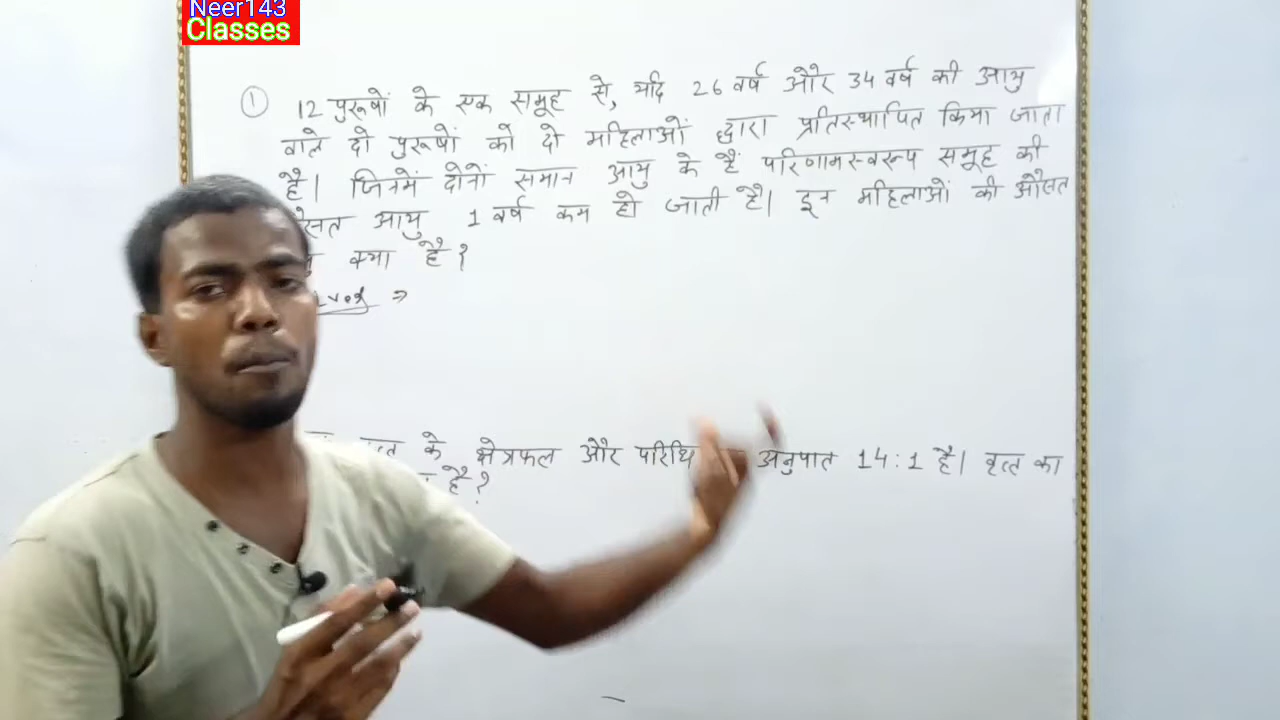 Neer143
Classes
① 12 पुरूषों के एक समूह से, यदि 26 वर्ष और 34 वर्ष की आयु
वाले दो पुरूषों को दो महिलाओं द्वारा प्रतिस्थापित किया जाता
है। जिनमें दोनों समान आयु के हैं परिणामस्वरूप समूह की
आयु 1 वर्ष कम हो जाती है। इन महिलाओं की औसत
क्या है?
⇒
के क्षेत्रफल और परिधि अनुपात 14:1 है। वृत्त का
है?